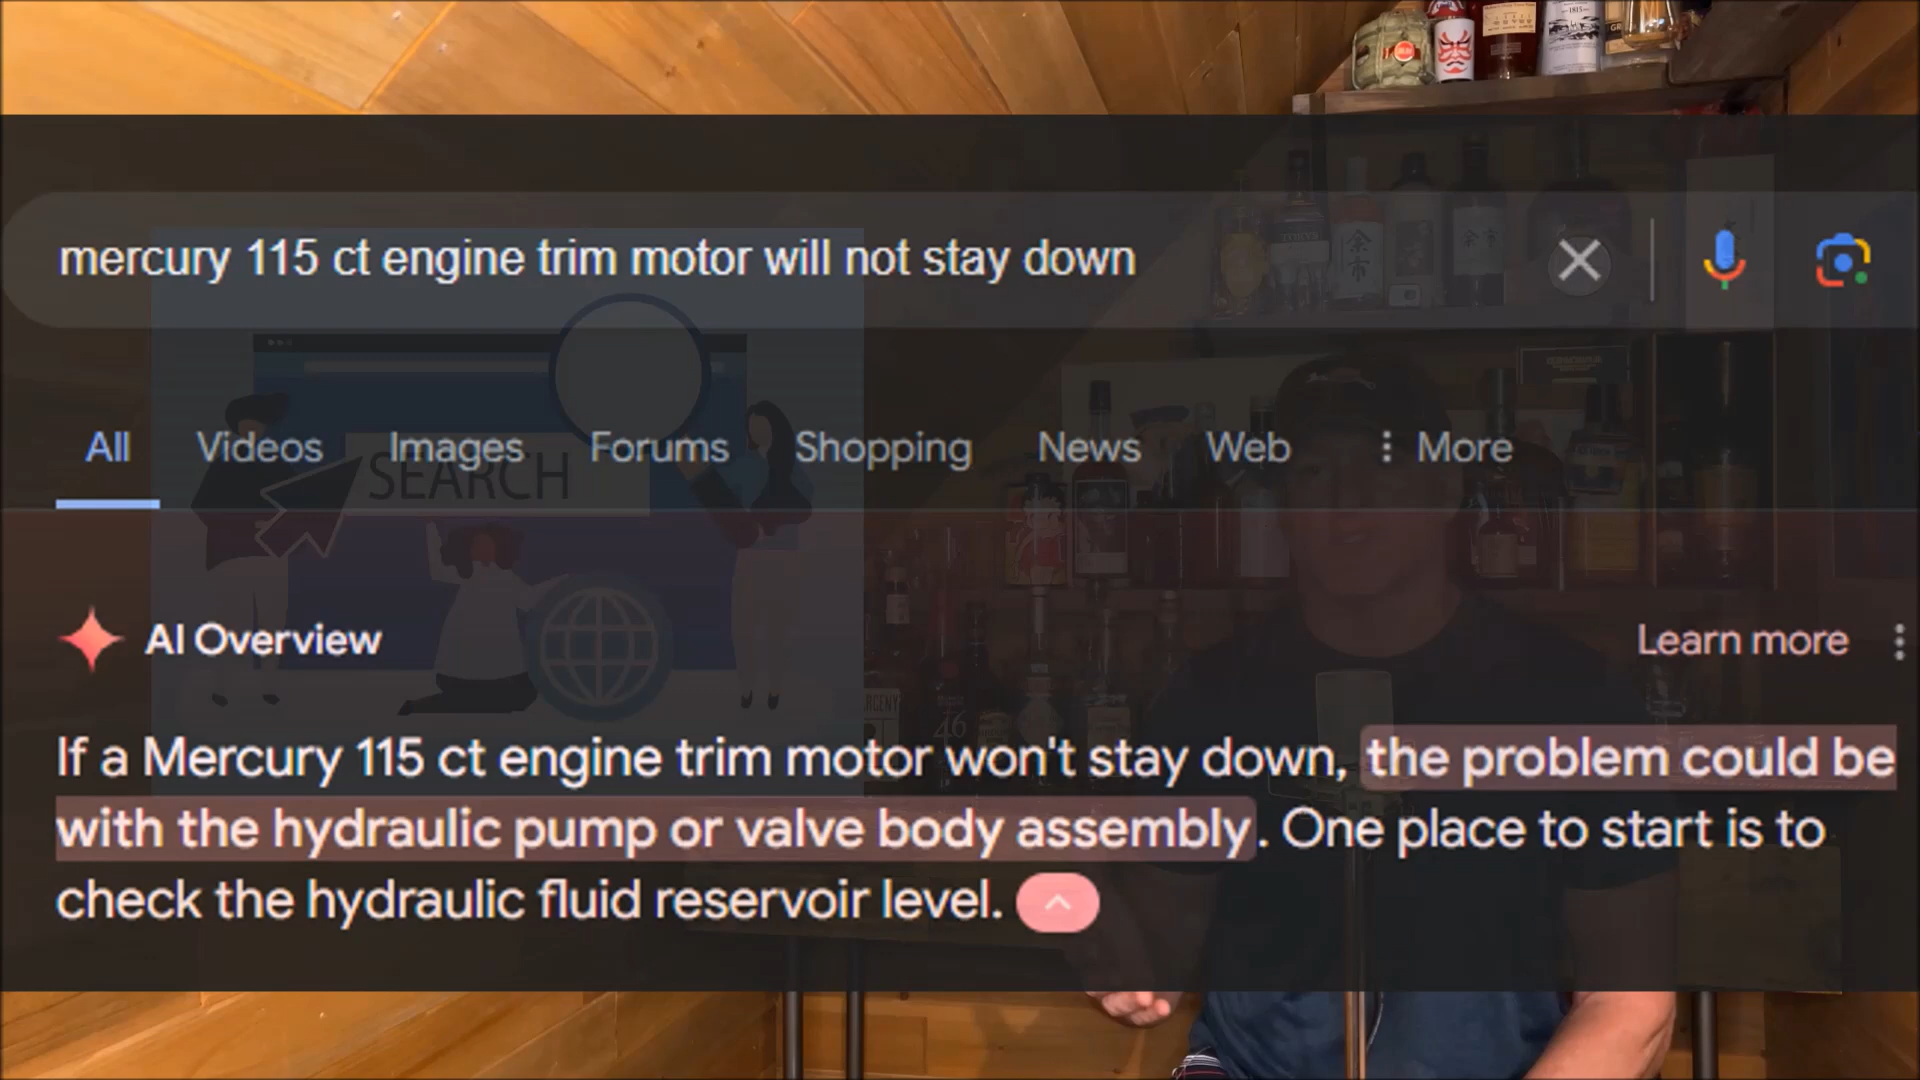 1815
mercury 115 ct engine trim motor will not stay down
All Videos Images Forums Shopping News Web More
SEARCH
AI Overview
Learn more
If a Mercury 115 ct engine trim motor won't stay down, the problem could be
with the hydraulic pump or valve body assembly. One place to start is to
check the hydraulic fluid reservoir level.
46